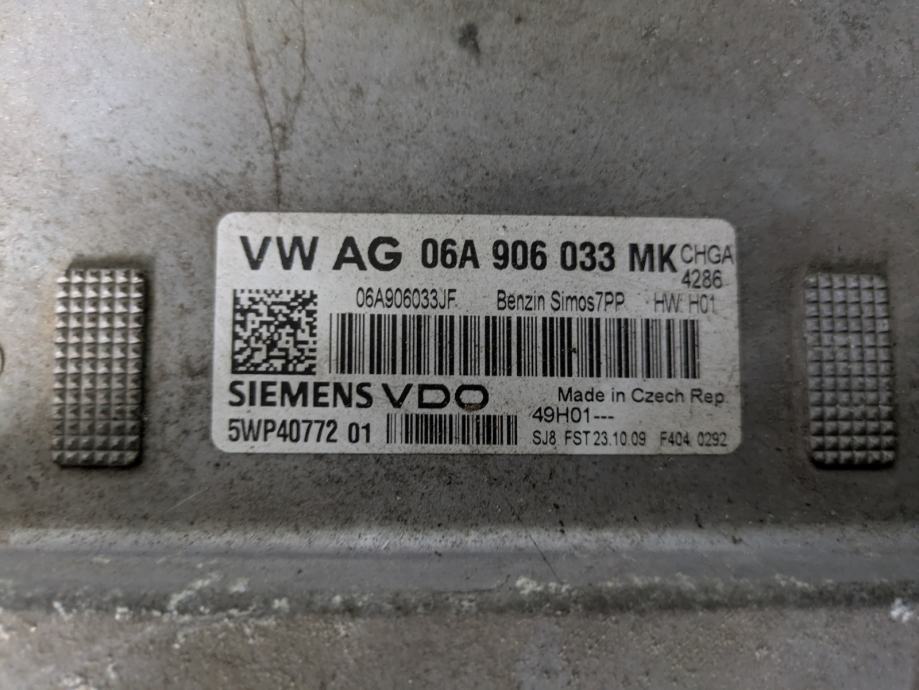 VW AG 06A 906 033 MK CHGA
4286
06A906033JF Benzin Simos7PP HW: H01
SIEMENS VDO Made in Czech Rep
49H01---
5WP40772 01 SJ8 FST 23.10.09 F404 0292